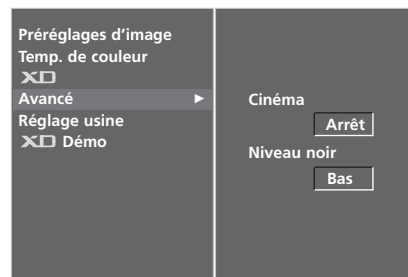 Préréglages d'image
Temp. de couleur
XD
Avancé ►
Réglage usine
XD Démo
Cinéma
Arrêt
Niveau noir
Bas